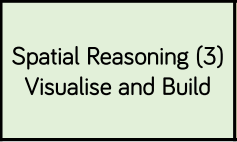 Spatial Reasoning (3)
Visualise and Build